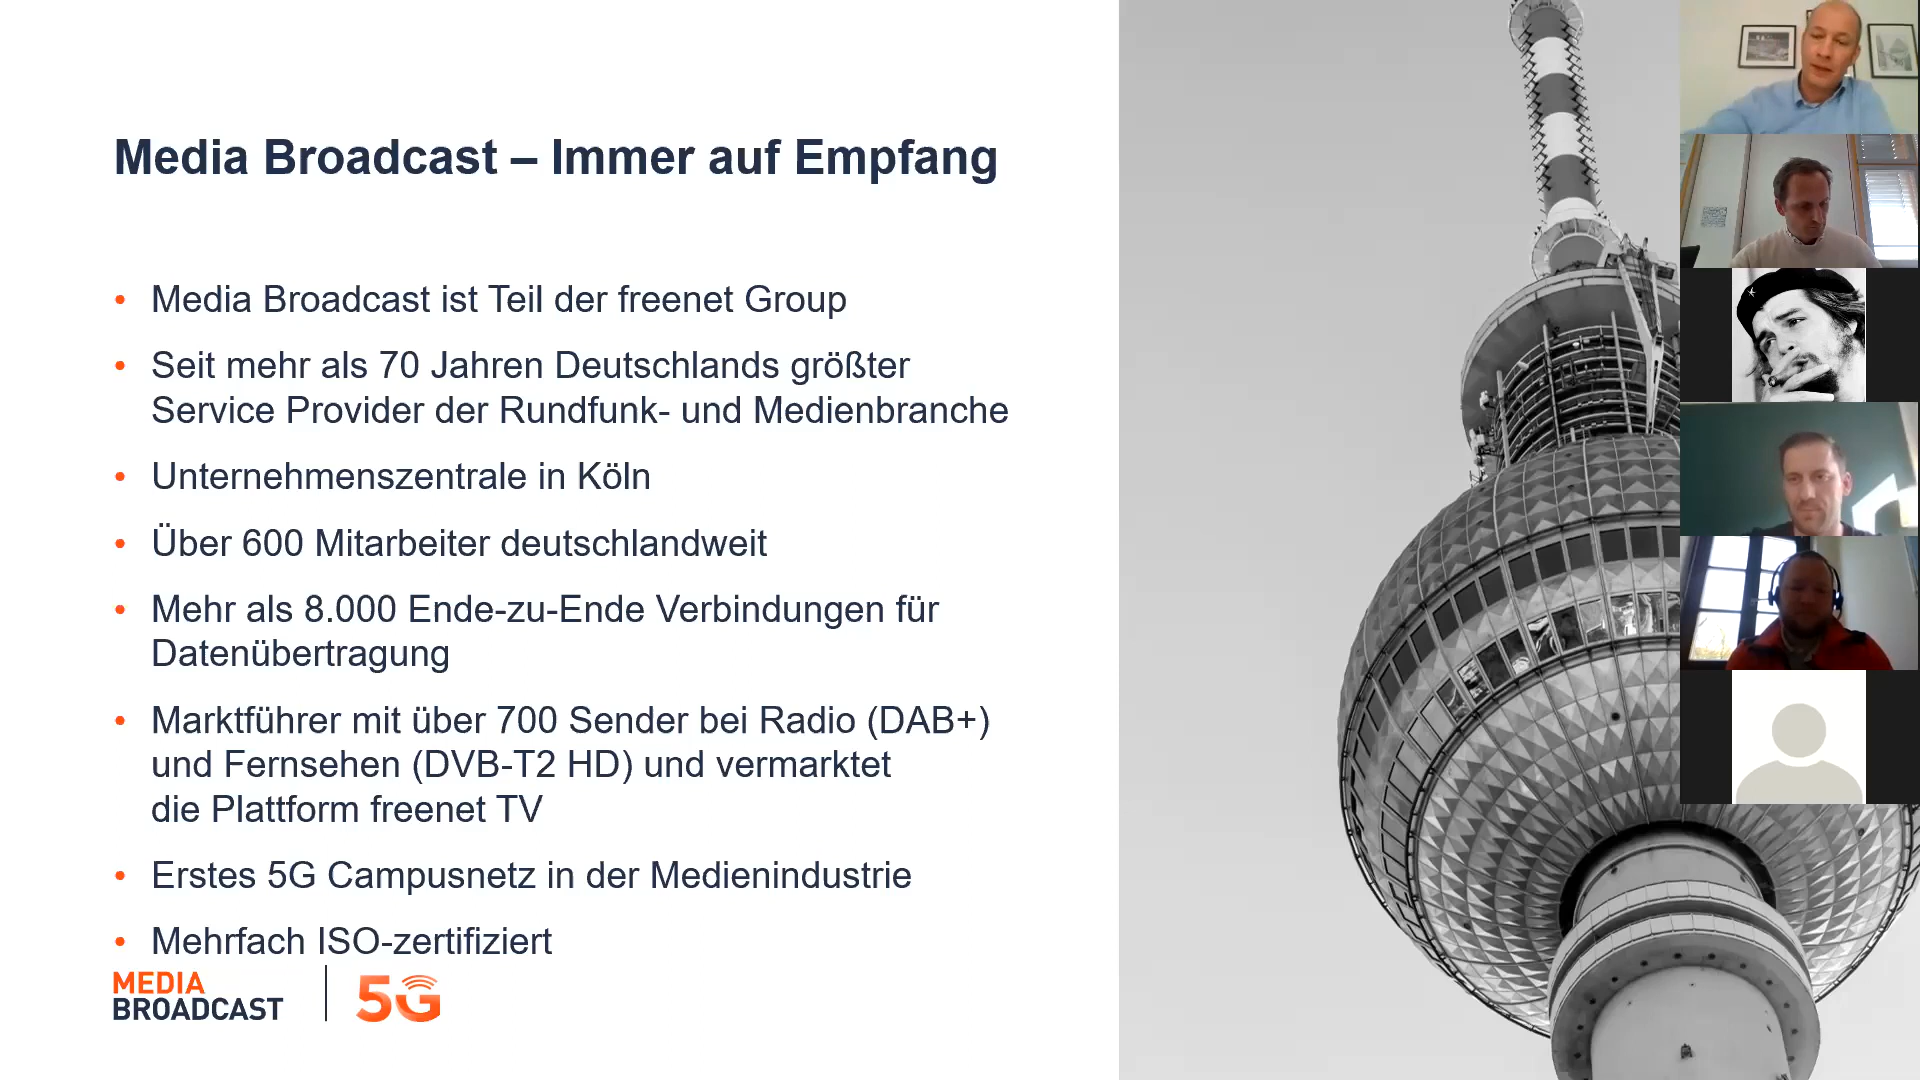 Media Broadcast – Immer auf Empfang
• Media Broadcast ist Teil der freenet Group
• Seit mehr als 70 Jahren Deutschlands größter
Service Provider der Rundfunk- und Medienbranche
• Unternehmenszentrale in Köln
• Über 600 Mitarbeiter deutschlandweit
• Mehr als 8.000 Ende-zu-Ende Verbindungen für
Datenübertragung
• Marktführer mit über 700 Sender bei Radio (DAB+)
und Fernsehen (DVB-T2 HD) und vermarktet
die Plattform freenet TV
• Erstes 5G Campusnetz in der Medienindustrie
• Mehrfach ISO-zertifiziert
MEDIA
BROADCAST
5G